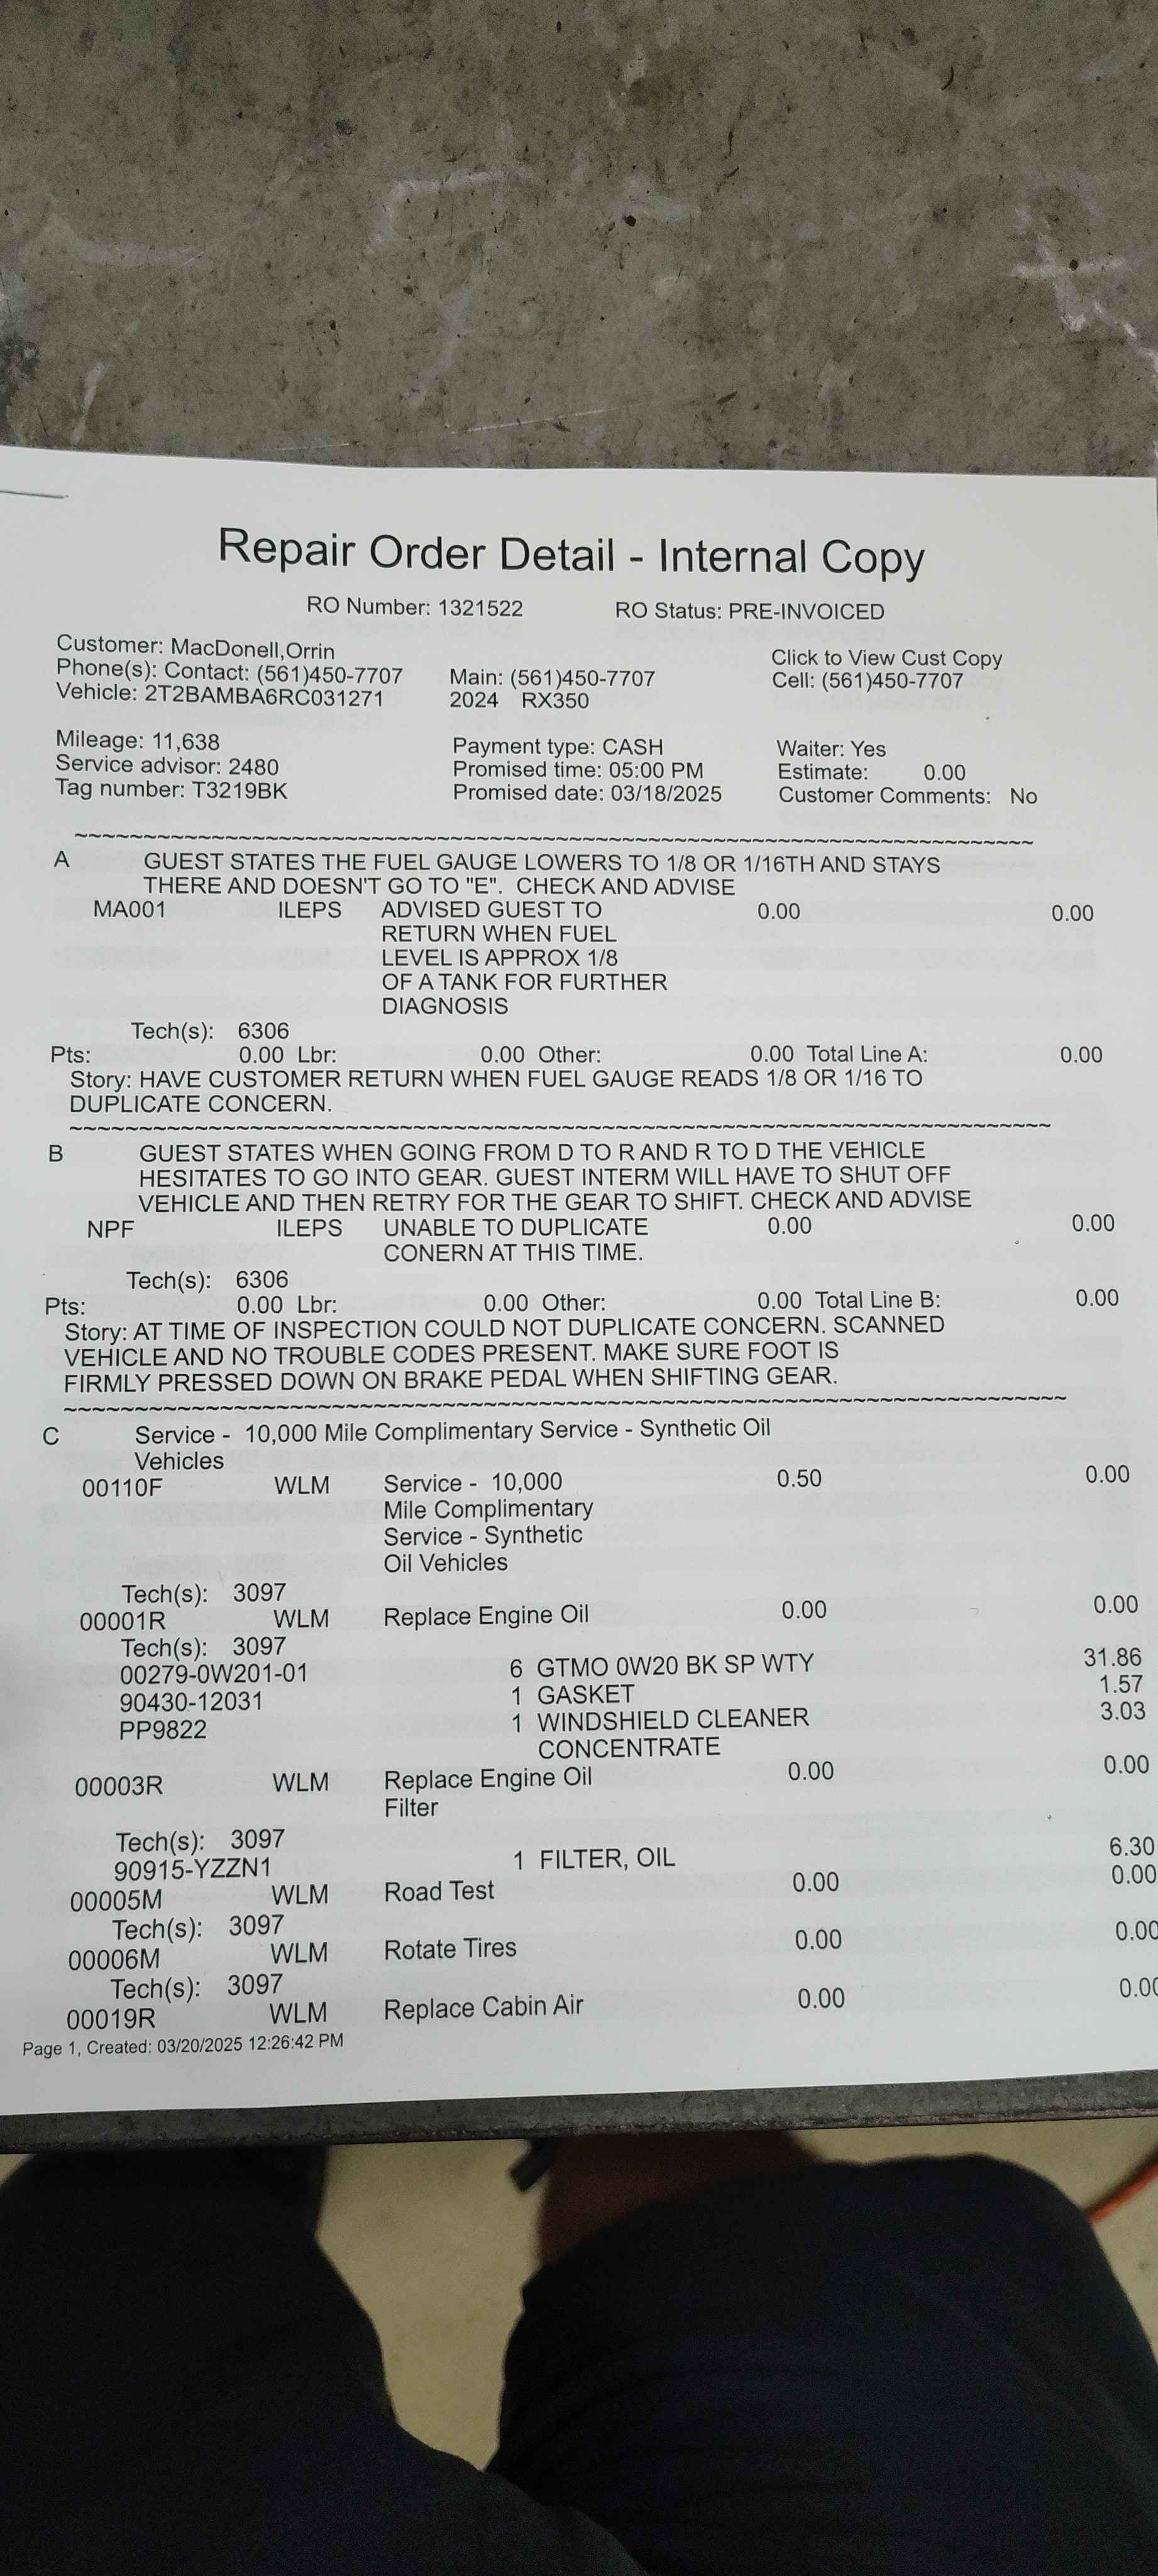 Repair Order Detail - Internal Copy
RO Number: 1321522 RO Status: PRE-INVOICED
Customer: MacDonell,Orrin Click to View Cust Copy
Phone(s): Contact: (561)450-7707 Main: (561)450-7707 Cell: (561)450-7707
Vehicle: 2T2BAMBA6RC031271 2024 RX350
Mileage: 11,638 Payment type: CASH Waiter: Yes
Service advisor: 2480 Promised time: 05:00 PM Estimate: 0.00
Tag number: T3219BK Promised date: 03/18/2025 Customer Comments: No
~~~~~~~~~~~~~~~~~~~~~~~~~~~~~~~~~~~~~~~~~~~~~~~~~~~~~~~~~~~~~~~~~~~~~~
A GUEST STATES THE FUEL GAUGE LOWERS TO 1/8 OR 1/16TH AND STAYS
THERE AND DOESN'T GO TO "E". CHECK AND ADVISE
MA001 ILEPS ADVISED GUEST TO 0.00 0.00
RETURN WHEN FUEL
LEVEL IS APPROX 1/8
OF A TANK FOR FURTHER
DIAGNOSIS
Tech(s): 6306
Pts: 0.00 Lbr: 0.00 Other: 0.00 Total Line A: 0.00
Story: HAVE CUSTOMER RETURN WHEN FUEL GAUGE READS 1/8 OR 1/16 TO
DUPLICATE CONCERN.
~~~~~~~~~~~~~~~~~~~~~~~~~~~~~~~~~~~~~~~~~~~~~~~~~~~~~~~~~~~~~~~~~~~~~~
B GUEST STATES WHEN GOING FROM D TO R AND R TO D THE VEHICLE
HESITATES TO GO INTO GEAR. GUEST INTERM WILL HAVE TO SHUT OFF
VEHICLE AND THEN RETRY FOR THE GEAR TO SHIFT. CHECK AND ADVISE
NPF ILEPS UNABLE TO DUPLICATE 0.00 0.00
CONERN AT THIS TIME.
Tech(s): 6306
Pts: 0.00 Lbr: 0.00 Other: 0.00 Total Line B: 0.00
Story: AT TIME OF INSPECTION COULD NOT DUPLICATE CONCERN. SCANNED
VEHICLE AND NO TROUBLE CODES PRESENT. MAKE SURE FOOT IS
FIRMLY PRESSED DOWN ON BRAKE PEDAL WHEN SHIFTING GEAR.
~~~~~~~~~~~~~~~~~~~~~~~~~~~~~~~~~~~~~~~~~~~~~~~~~~~~~~~~~~~~~~~~~~~~~~
C Service - 10,000 Mile Complimentary Service - Synthetic Oil
Vehicles
00110F WLM Service - 10,000 0.50 0.00
Mile Complimentary
Service - Synthetic
Oil Vehicles
Tech(s): 3097
00001R WLM Replace Engine Oil 0.00 0.00
Tech(s): 3097
00279-0W201-01 6 GTMO 0W20 BK SP WTY 31.86
90430-12031 1 GASKET 1.57
PP9822 1 WINDSHIELD CLEANER 3.03
CONCENTRATE
00003R WLM Replace Engine Oil 0.00 0.00
Filter
Tech(s): 3097
90915-YZZN1 1 FILTER, OIL 6.30
00005M WLM Road Test 0.00 0.00
Tech(s): 3097
00006M WLM Rotate Tires 0.00 0.00
Tech(s): 3097
00019R WLM Replace Cabin Air 0.00 0.00
Page 1, Created: 03/20/2025 12:26:42 PM